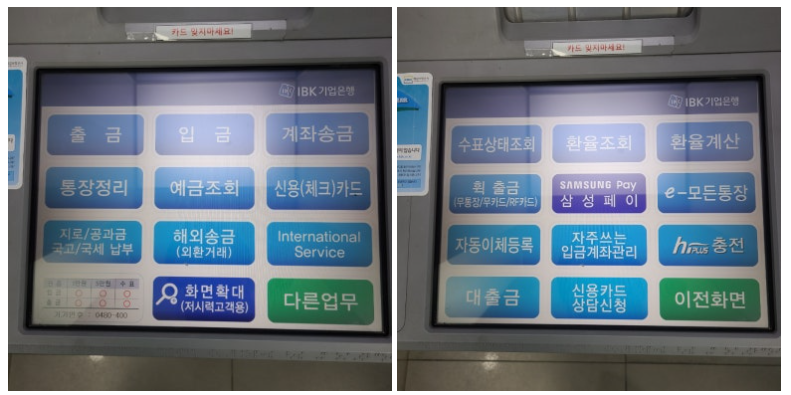 카드 잊지마세요!
IBK 기업은행
출 금
입 금
계좌송금
통장정리
예금조회
신용(체크)카드
지로/공과금
국고/국세 납부
해외송금
(외환거래)
International
Service
화면확대
(저시력고객용)
다른업무
카드 잊지마세요!
IBK 기업은행
수표상태조회
환율조회
환율계산
휙 출금
(무통장/무카드/RF카드)
SAMSUNG Pay
삼 성 페 이
e-모든통장
자동이체등록
자주쓰는
입금계좌관리
hi PLUS 충전
대출금
신용카드
상담신청
이전화면